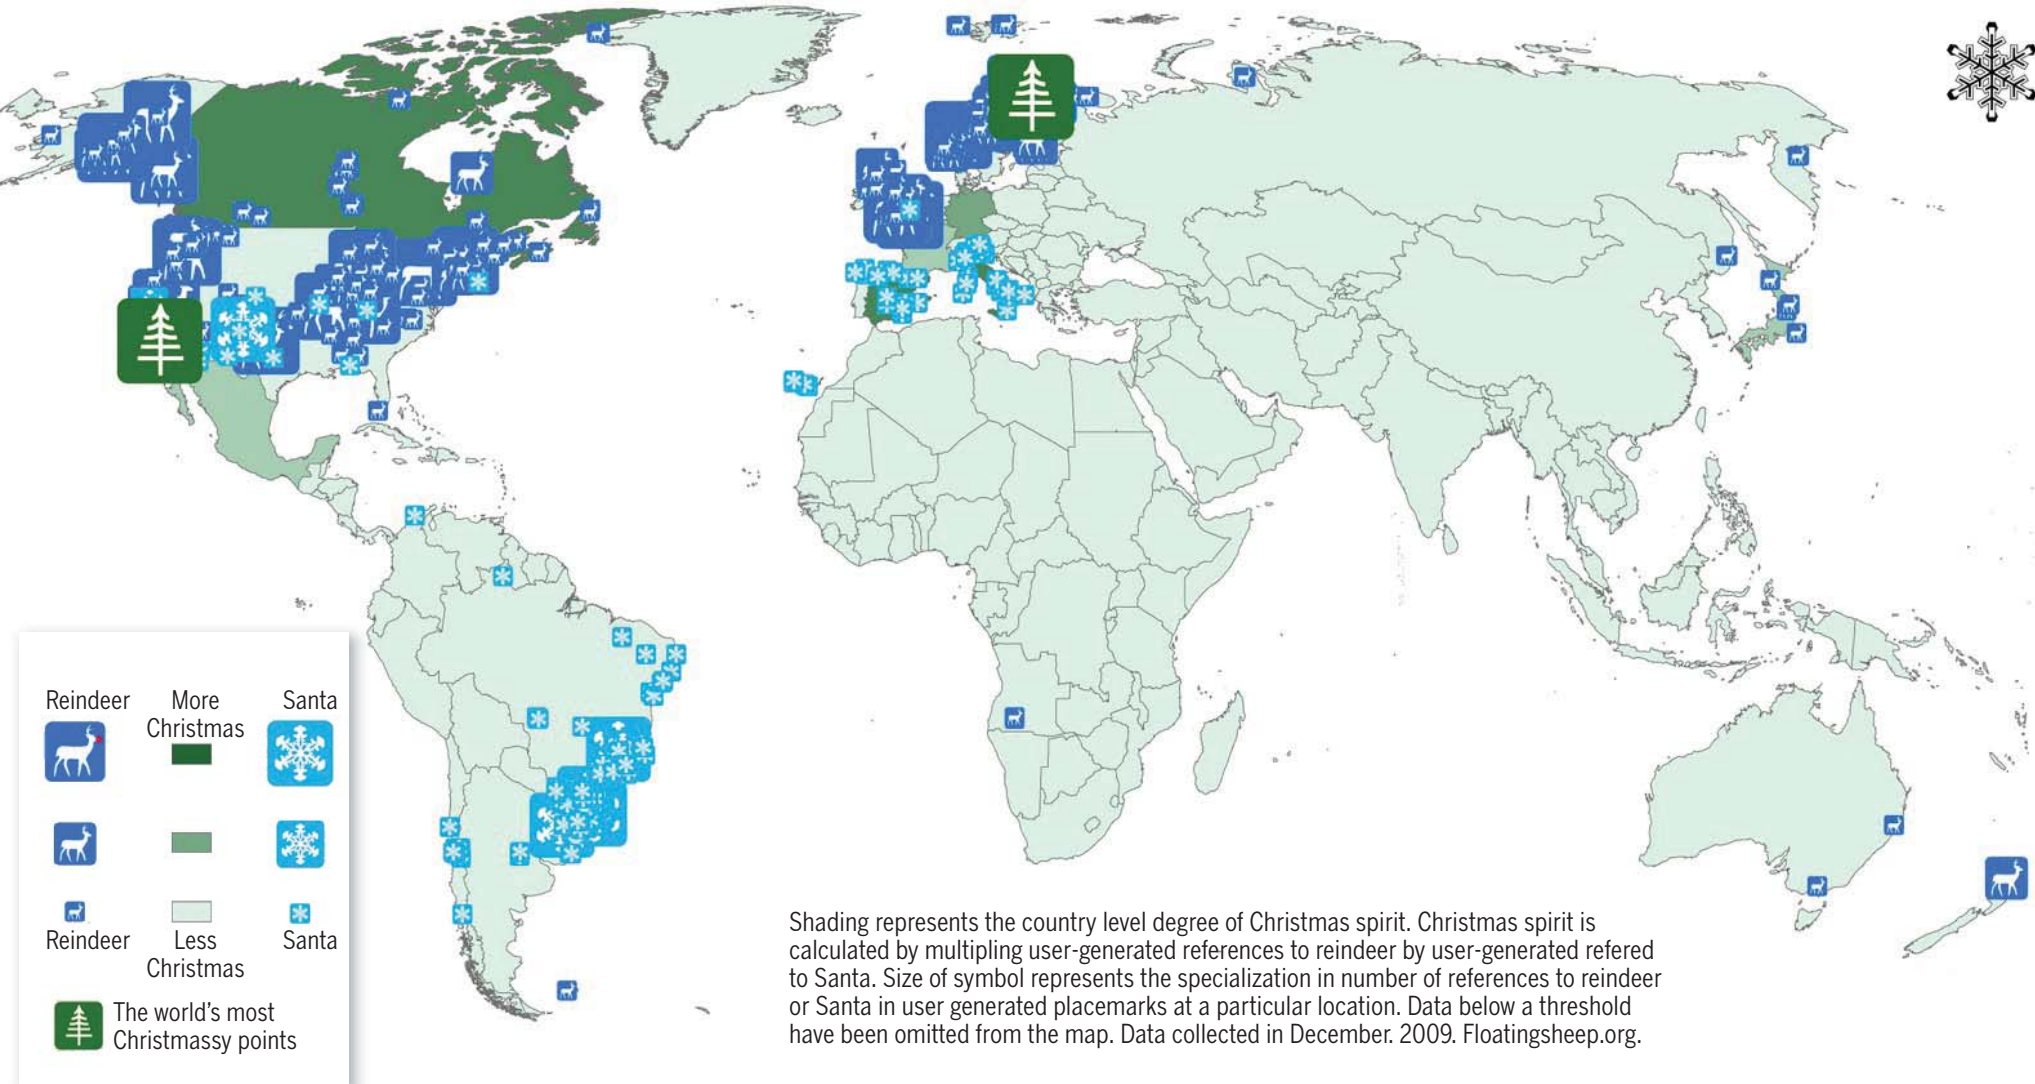 Reindeer
More
Christmas
Santa
Reindeer
Less
Christmas
Santa
The world's most
Christmassy points
Shading represents the country level degree of Christmas spirit. Christmas spirit is
calculated by multipling user-generated references to reindeer by user-generated refered
to Santa. Size of symbol represents the specialization in number of references to reindeer
or Santa in user generated placemarks at a particular location. Data below a threshold
have been omitted from the map. Data collected in December. 2009. Floatingsheep.org.